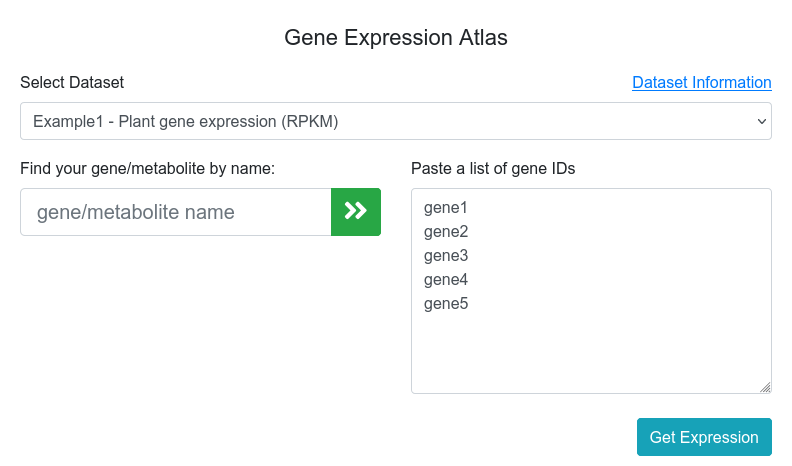 Gene Expression Atlas
Select Dataset
Dataset Information
Example1 - Plant gene expression (RPKM)
Find your gene/metabolite by name:
gene/metabolite name
Paste a list of gene IDs
gene1
gene2
gene3
gene4
gene5
Get Expression